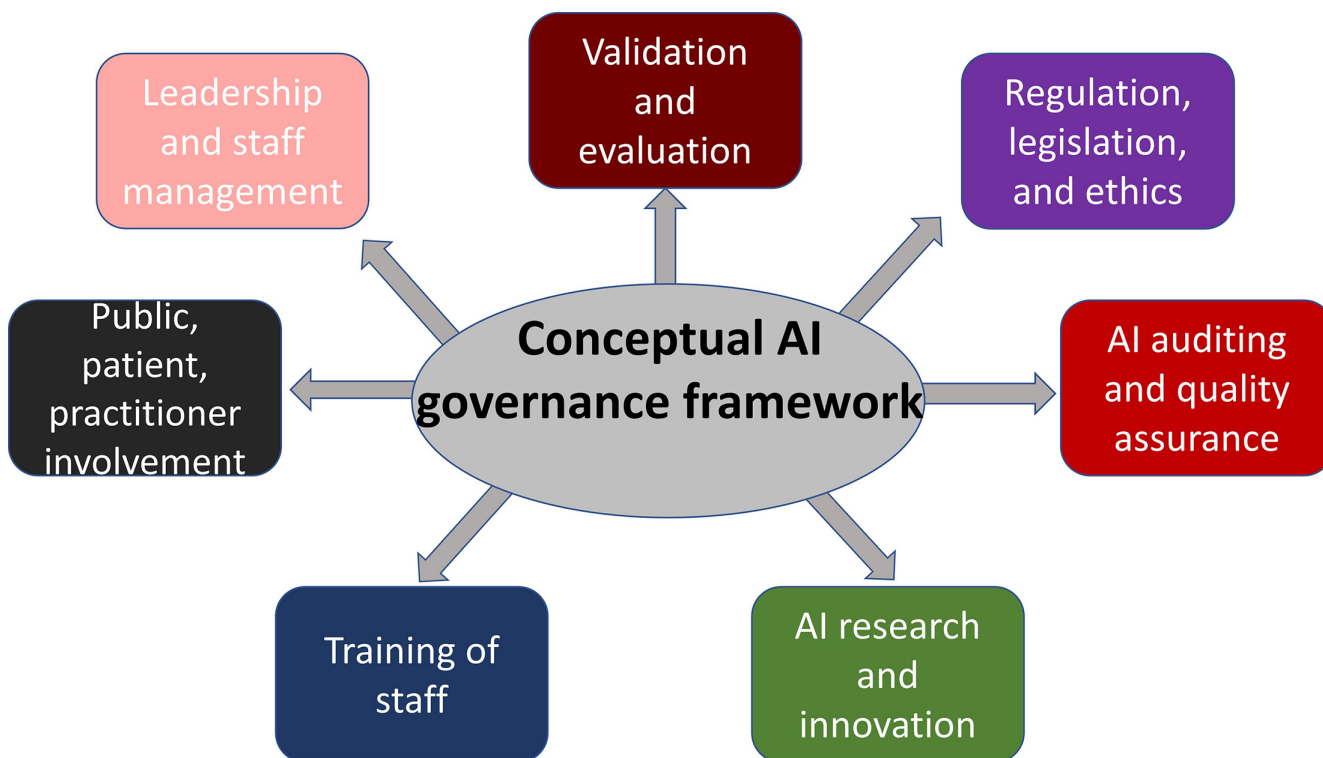 Validation
and
evaluation
Leadership
and staff
management
Regulation,
legislation,
and ethics
Conceptual AI
governance framework
Public,
patient,
practitioner
involvement
AI auditing
and quality
assurance
Training of
staff
AI research
and
innovation